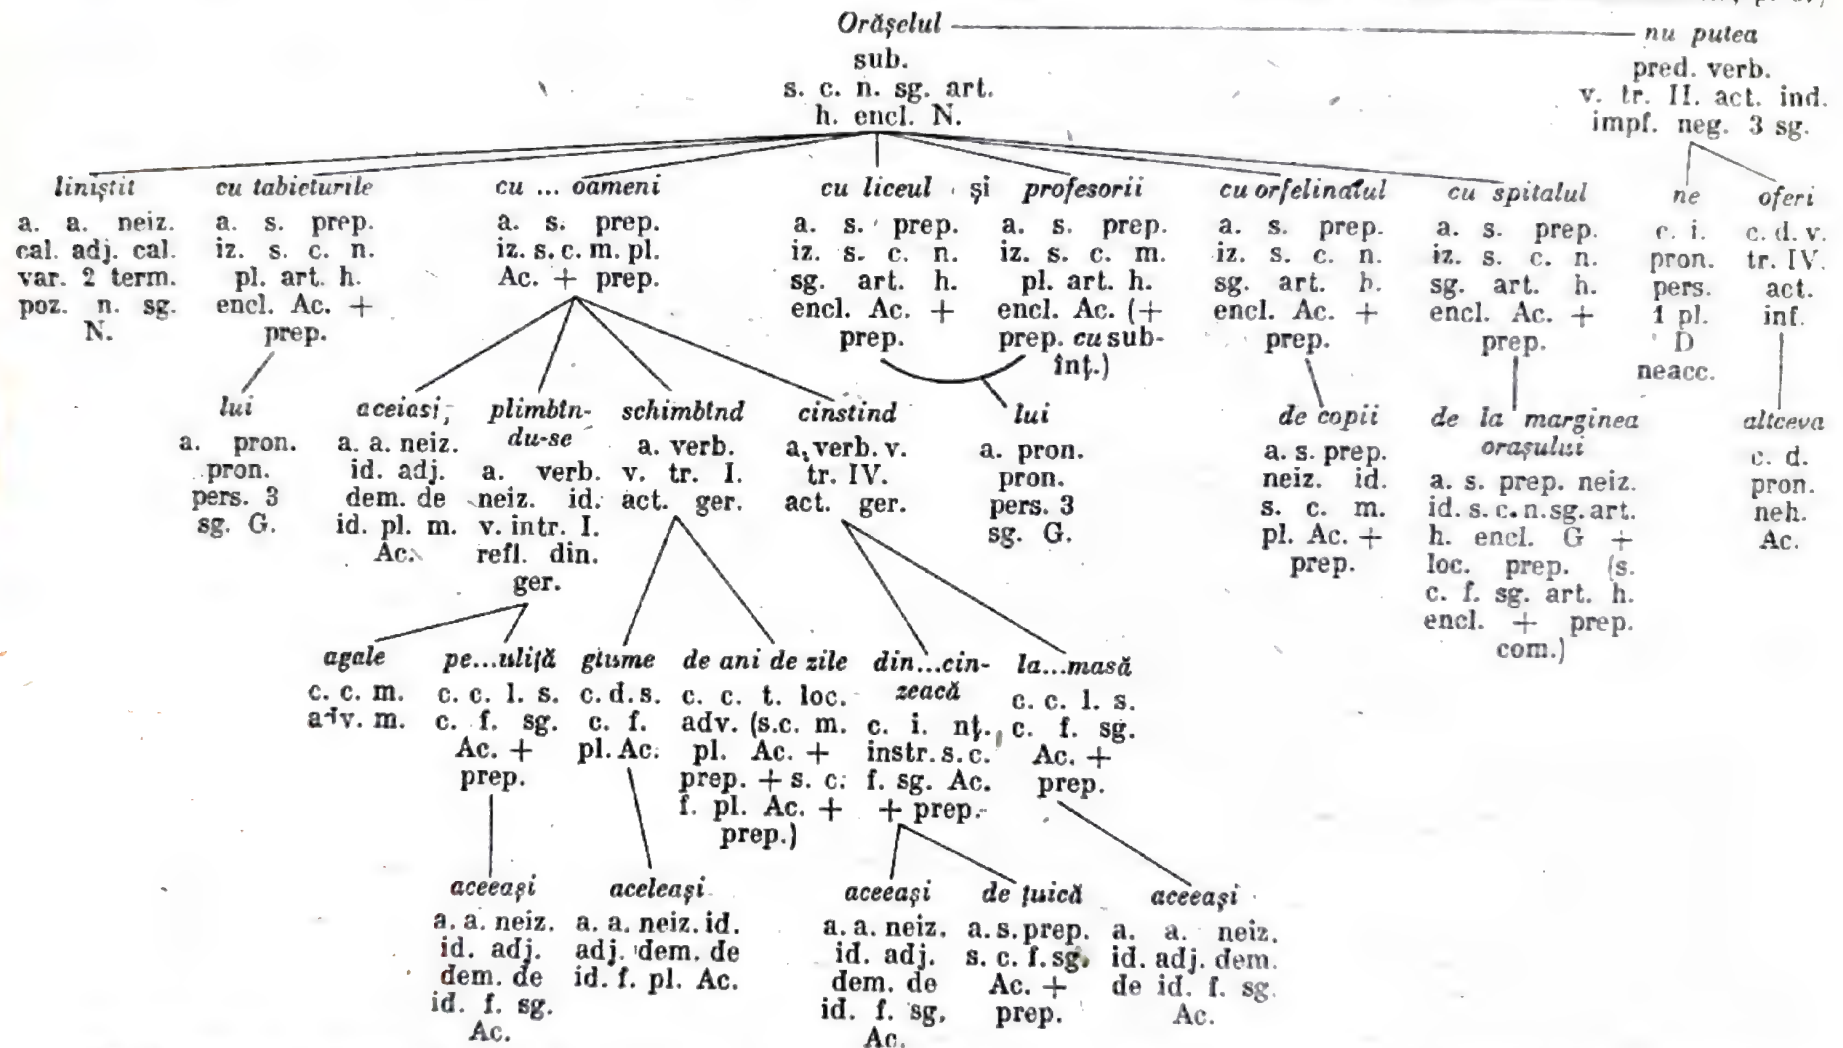 Orășelul
nu putea
sub.
s. c. n. sg. art.
h. encl. N.
pred. verb.
v. tr. II. act. ind.
impf. neg. 3 sg.
liniștit
a. a. neiz.
cal. adj. cal.
var. 2 term.
poz. n. sg.
N.
cu tabieturile
a. s. prep.
iz. s. c. n.
pl. art. h.
encl. Ac. +
prep.
cu ... oameni
a. s. prep.
iz. s. c. m. pl.
Ac. + prep.
cu liceul și profesorii
a. s. prep.
iz. s. c. n.
sg. art. h.
encl. Ac. +
prep.
a. s. prep.
iz. s. c. m.
pl. art. h.
encl. Ac. (+
prep. cu sub-
înț.)
cu orfelinatul
a. s. prep.
iz. s. c. n.
sg. art. h.
encl. Ac. +
prep.
cu spitalul
a. s. prep.
iz. s. c. n.
sg. art. h.
encl. Ac. +
prep.
ne
c. i.
pron.
pers.
1 pl.
D
neacc.
oferi
c. d. v.
tr. IV.
act.
inf.
lui
a. pron.
pron.
pers. 3
sg. G.
aceiasi,
a. a. neiz.
id. adj.
dem. de
id. pl. m.
Ac.
plimbîn-
du-se
a. verb.
neiz. id.
v. intr. I.
refl. din.
ger.
schimbînd
a. verb.
v. tr. I.
act. ger.
cinstind
a. verb. v.
tr. IV.
act. ger.
lui
a. pron.
pron.
pers. 3
sg. G.
de copii
a. s. prep.
neiz. id.
s. c. m.
pl. Ac. +
prep.
de la marginea
orașului
a. s. prep. neiz.
id. s. c. n. sg. art.
h. encl. G +
loc. prep. (s.
c. f. sg. art. h.
encl. + prep.
com.)
altceva
c. d.
pron.
neh.
Ac.
agale
c. c. m.
adv. m.
pe...uliță
c. c. l. s.
c. f. sg.
Ac. +
prep.
glume
c. d. s.
c. f.
pl. Ac.
de ani de zile
c. c. t. loc.
adv. (s.c. m.
pl. Ac. +
prep. + s. c.
f. pl. Ac. +
prep.)
din...cin-
zeacă
c. i. nț.
instr. s. c.
f. sg. Ac.
+ prep.
la...masă
c. c. l. s.
c. f. sg.
Ac. +
prep.
aceeași
a. a. neiz.
id. adj.
dem. de
id. f. sg.
Ac.
aceleași
a. a. neiz. id.
adj. dem. de
id. f. pl. Ac.
aceeași
a. a. neiz.
id. adj.
dem. de
id. f. sg.
Ac.
de țuică
a. s. prep.
s. c. f. sg.
Ac. +
prep.
aceeași
a. a. neiz.
id. adj. dem.
de id. f. sg.
Ac.